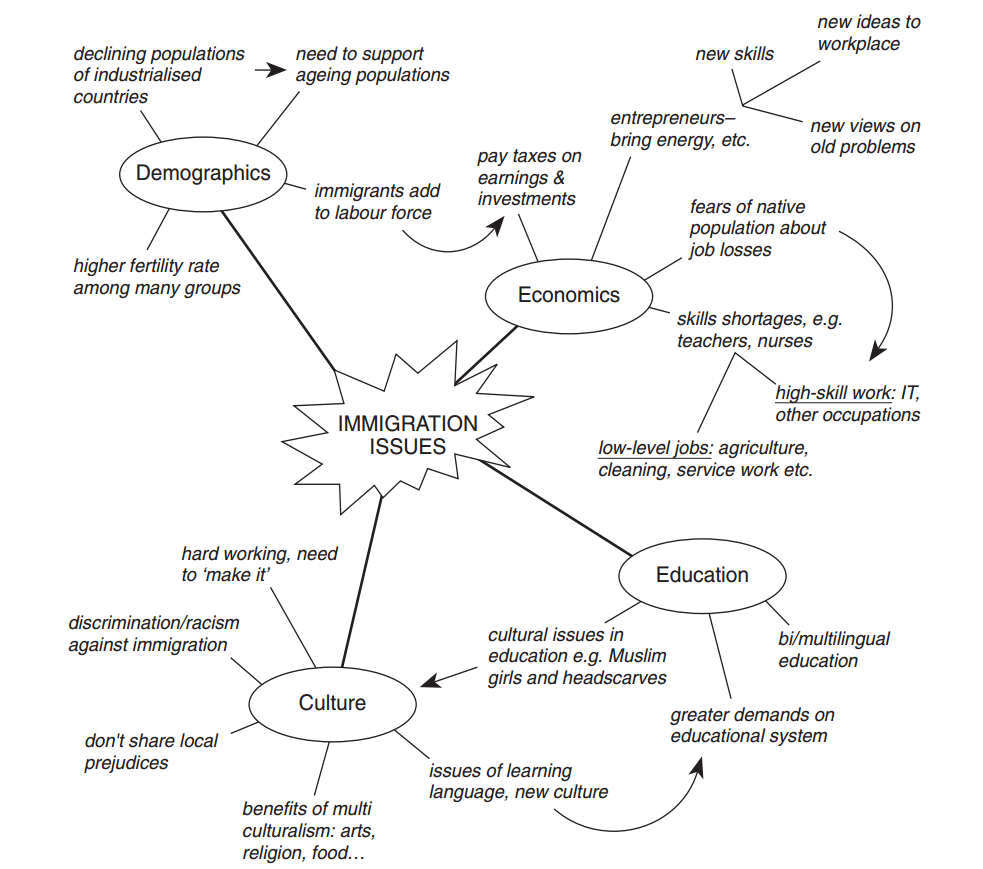 declining populations
of industrialised
countries
need to support
ageing populations
Demographics
immigrants add
to labour force
higher fertility rate
among many groups
new ideas to
workplace
new skills
entrepreneurs–
bring energy, etc.
new views on
old problems
pay taxes on
earnings &
investments
fears of native
population about
job losses
Economics
skills shortages, e.g.
teachers, nurses
high-skill work: IT,
other occupations
low-level jobs: agriculture,
cleaning, service work etc.
IMMIGRATION
ISSUES
Education
cultural issues in
education e.g. Muslim
girls and headscarves
bi/multilingual
education
greater demands on
educational system
hard working, need
to ‘make it’
discrimination/racism
against immigration
Culture
don't share local
prejudices
benefits of multi
culturalism: arts,
religion, food...
issues of learning
language, new culture